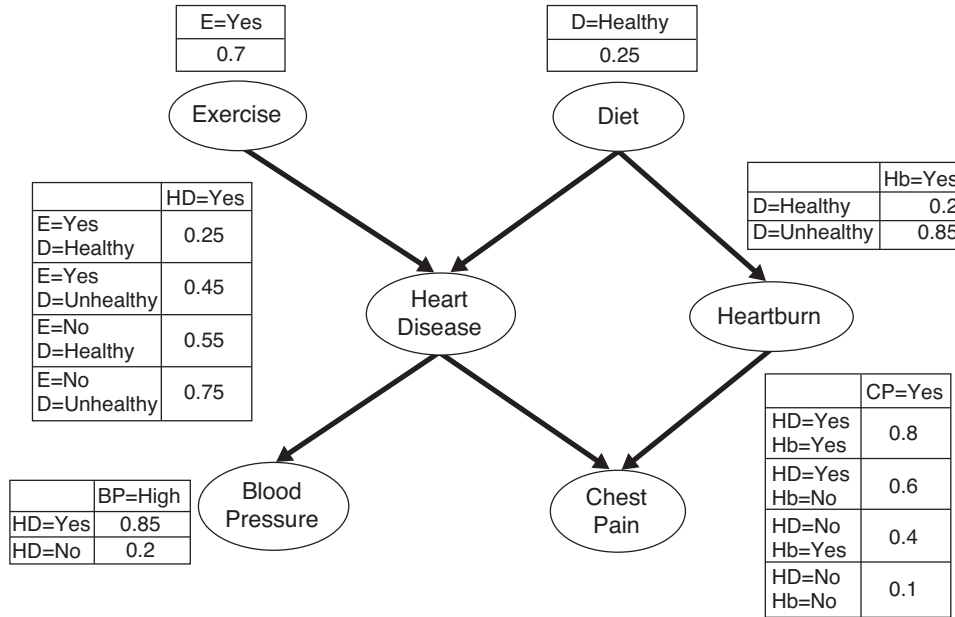 E=Yes
0.7
D=Healthy
0.25
Exercise
Diet
HD=Yes
E=Yes
D=Healthy
0.25
E=Yes
D=Unhealthy
0.45
E=No
D=Healthy
0.55
E=No
D=Unhealthy
0.75
Hb=Yes
D=Healthy 0.2
D=Unhealthy 0.85
Heart
Disease
Heartburn
BP=High
HD=Yes 0.85
HD=No 0.2
Blood
Pressure
Chest
Pain
CP=Yes
HD=Yes
Hb=Yes
0.8
HD=Yes
Hb=No
0.6
HD=No
Hb=Yes
0.4
HD=No
Hb=No
0.1